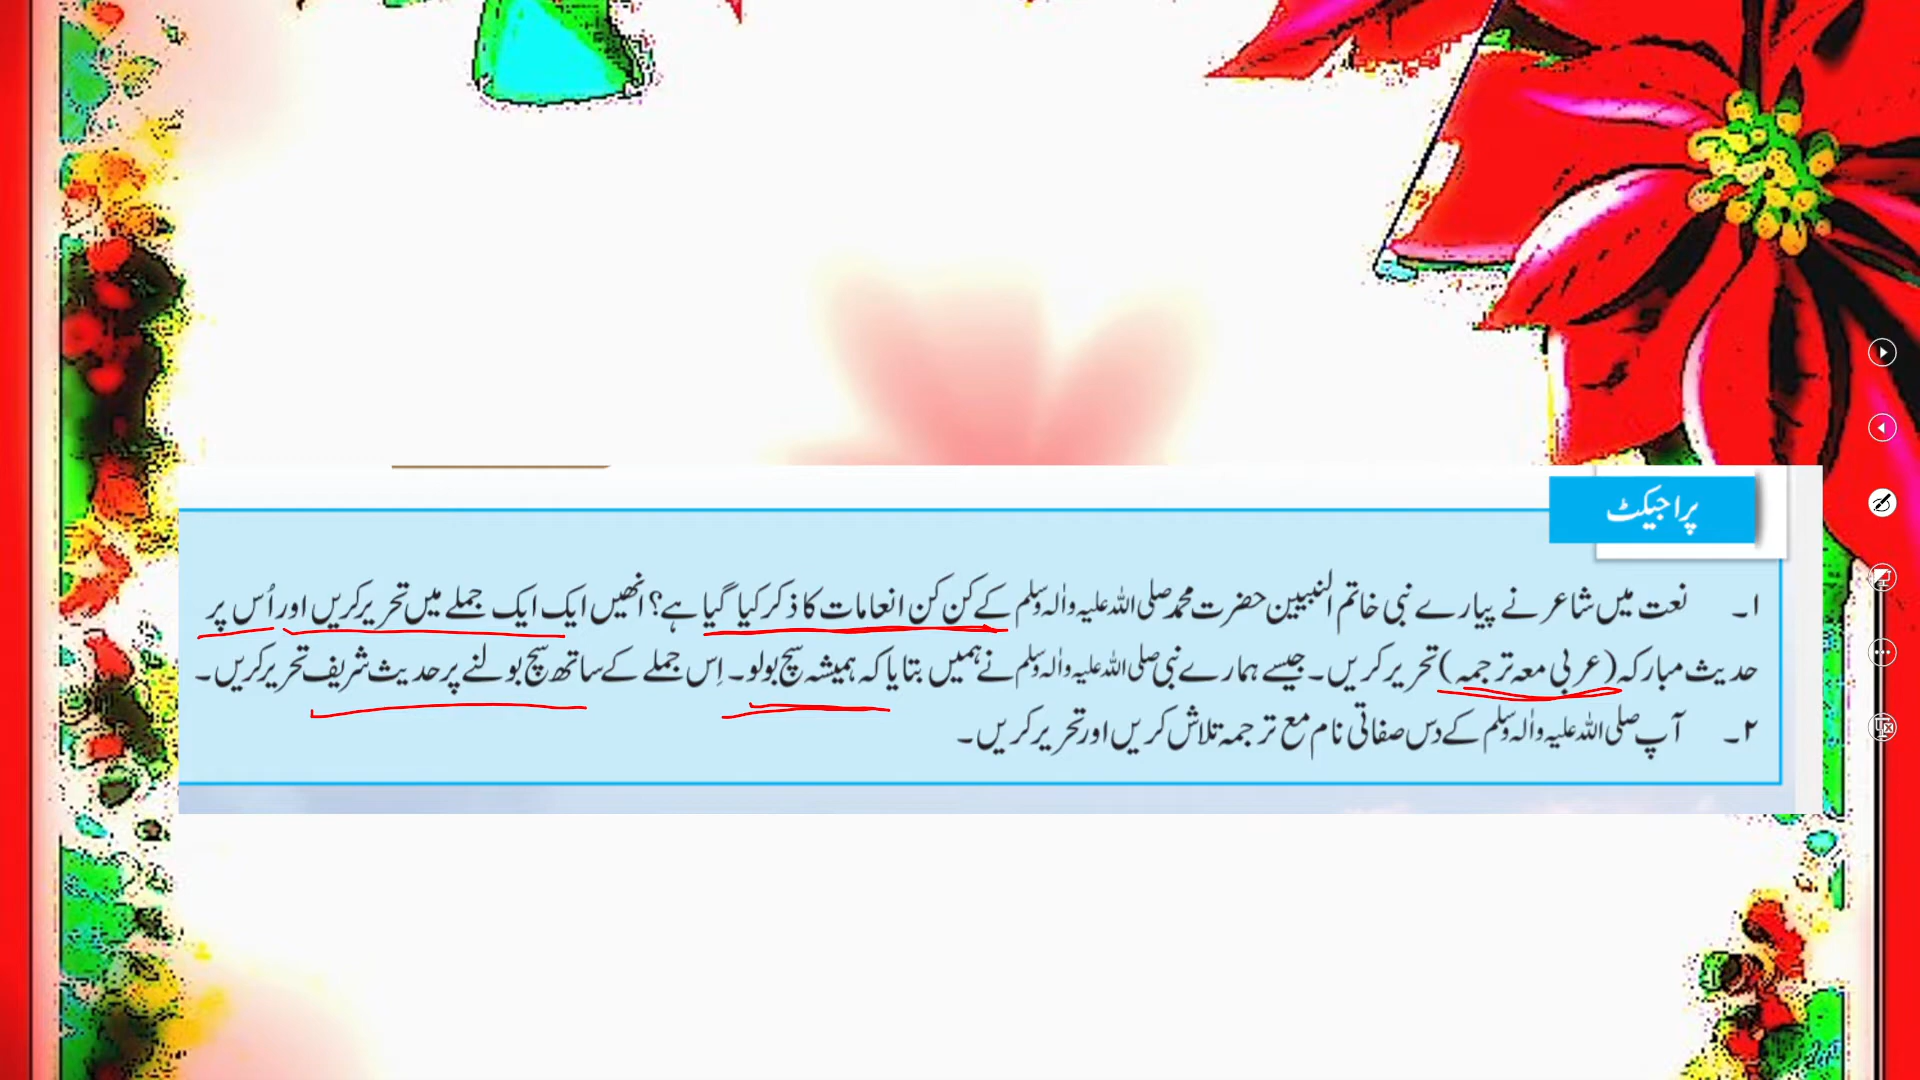 پراجیکٹ
۱۔ نعت میں شاعر نے پیارے نبی خاتم النبیین حضرت محمد صلی اللہ علیہ واٰلہ وسلم کے کن کن انعامات کا ذکر کیا گیا ہے؟ انھیں ایک ایک جملے میں تحریر کریں اور اُس پر
حدیث مبارکہ (عربی معہ ترجمہ) تحریر کریں۔ جیسے ہمارے نبی صلی اللہ علیہ واٰلہ وسلم نے ہمیں بتایا کہ ہمیشہ سچ بولو۔ اِس جملے کے ساتھ سچ بولنے پر حدیث شریف تحریر کریں۔
۲۔ آپ صلی اللہ علیہ واٰلہ وسلم کے دس صفاتی نام مع ترجمہ تلاش کریں اور تحریر کریں۔